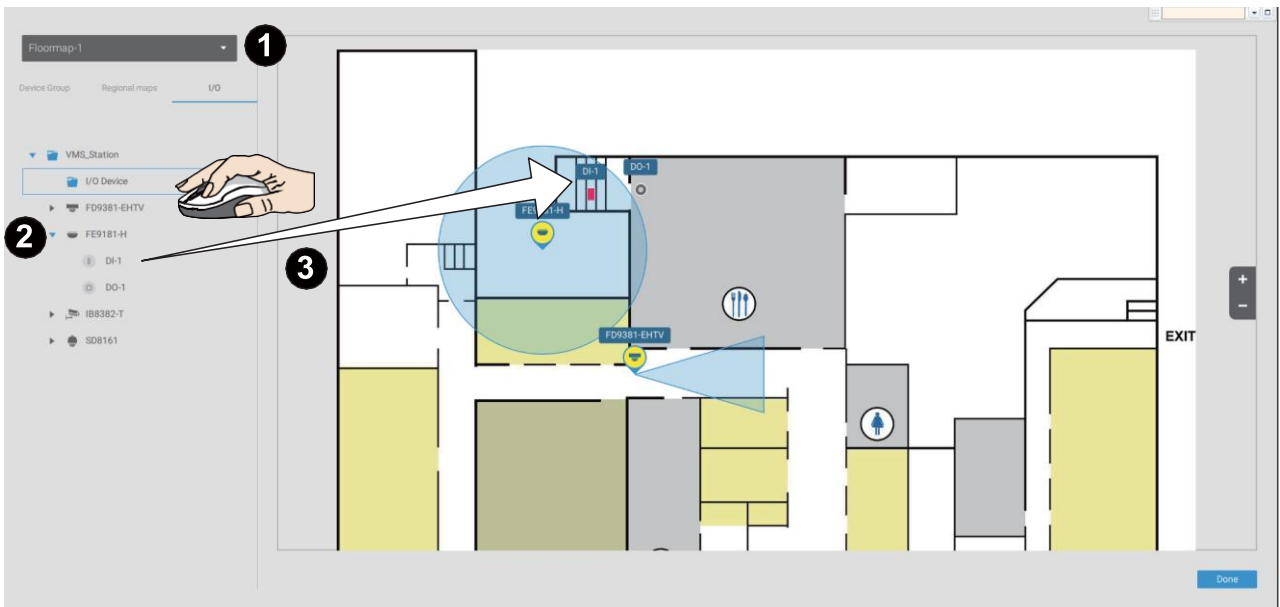 Floormap-1
1
Device Group Regional maps I/O
VMS_Station
I/O Device
FD9381-EHTV
2
FE9181-H
DI-1
DO-1
IB8382-T
SD8161
3
DI-1
DO-1
FD9381-EHTV
EXIT
+
−
Done